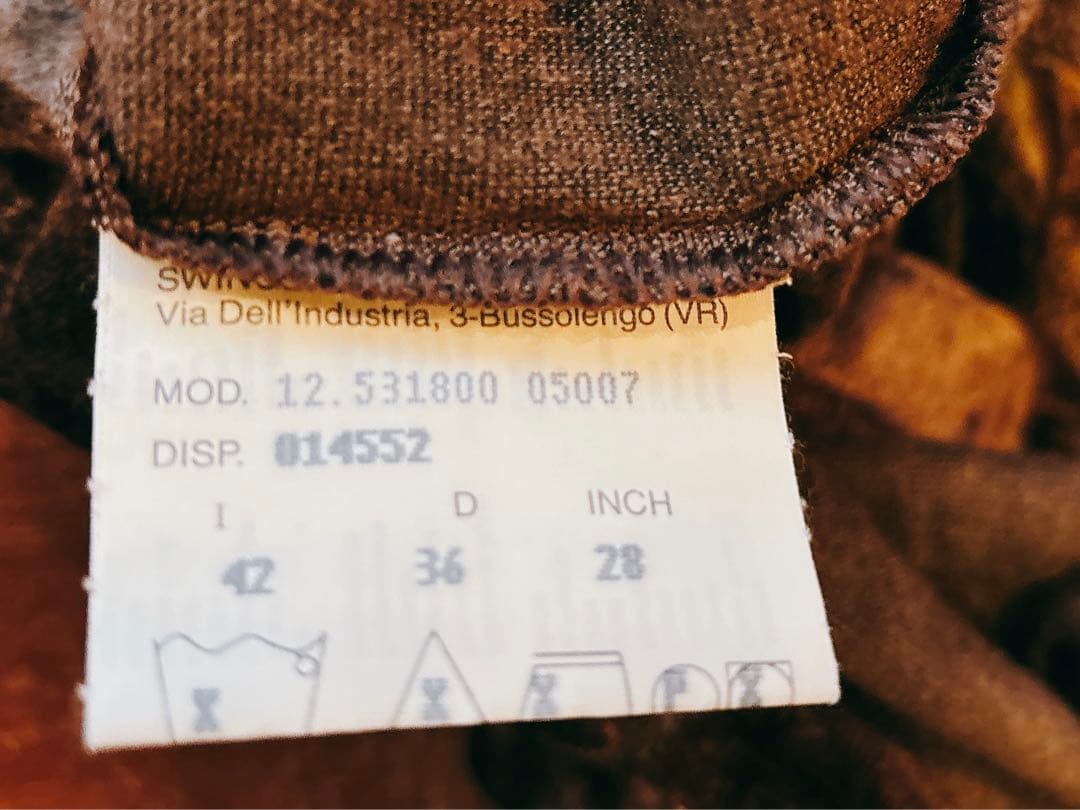 Via Dell'Industria, 3-Bussolengo (VR)
MOD. 12.531800 05007
DISP. 014552
I D INCH
42 36 28
X X X P X